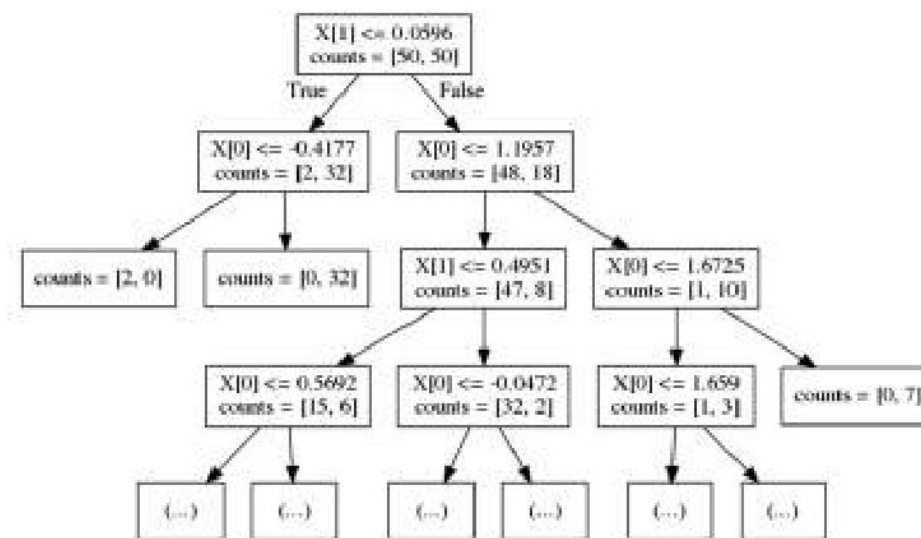 X[1] <= 0.0596
counts = [50, 50]
True
False
X[0] <= -0.4177
counts = [2, 32]
X[0] <= 1.1957
counts = [48, 18]
counts = [2, 0]
counts = [0, 32]
X[1] <= 0.4951
counts = [47, 8]
X[0] <= 1.6725
counts = [1, 10]
X[0] <= 0.5692
counts = [15, 6]
X[0] <= -0.0472
counts = [32, 2]
X[0] <= 1.659
counts = [1, 3]
counts = [0, 7]
(...)
(...)
(...)
(...)
(...)
(...)